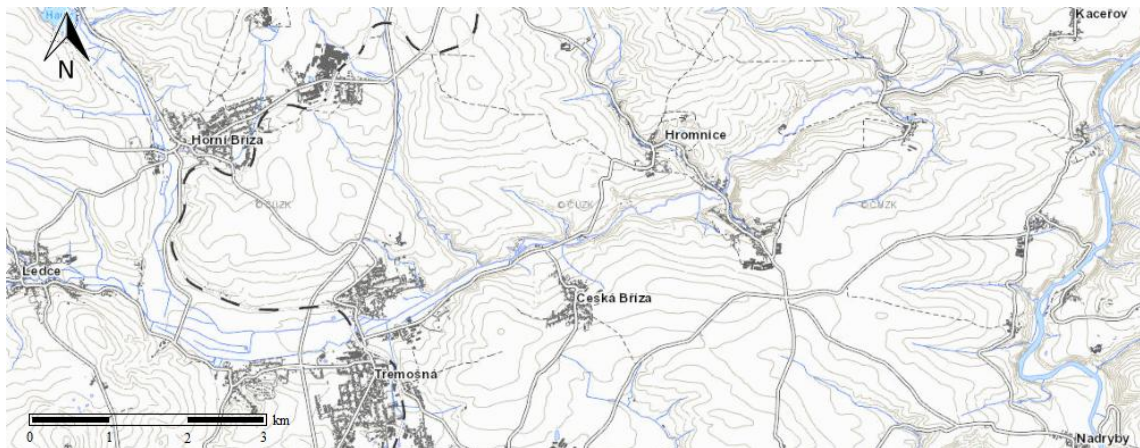 Kaceřov
N
Horní Bříza
Hromnice
© ČÚZK
© ČÚZK
© ČÚZK
Ledce
Česká Bříza
Třemošná
km
0 1 2 3
Nadryby